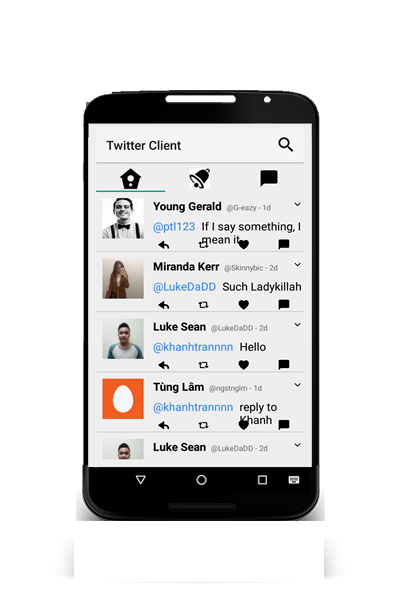 Twitter Client
Young Gerald @G-eazy - 1d
@ptl123 If I say something, I
mean it
Miranda Kerr @Skinnybic - 2d
@LukeDaDD Such Ladykillah
Luke Sean @LukeDaDD - 2d
@khanhtrannnn Hello
Tùng Lâm @ngstnglm - 1d
@khanhtrannnn reply to
Khanh
Luke Sean @LukeDaDD - 2d